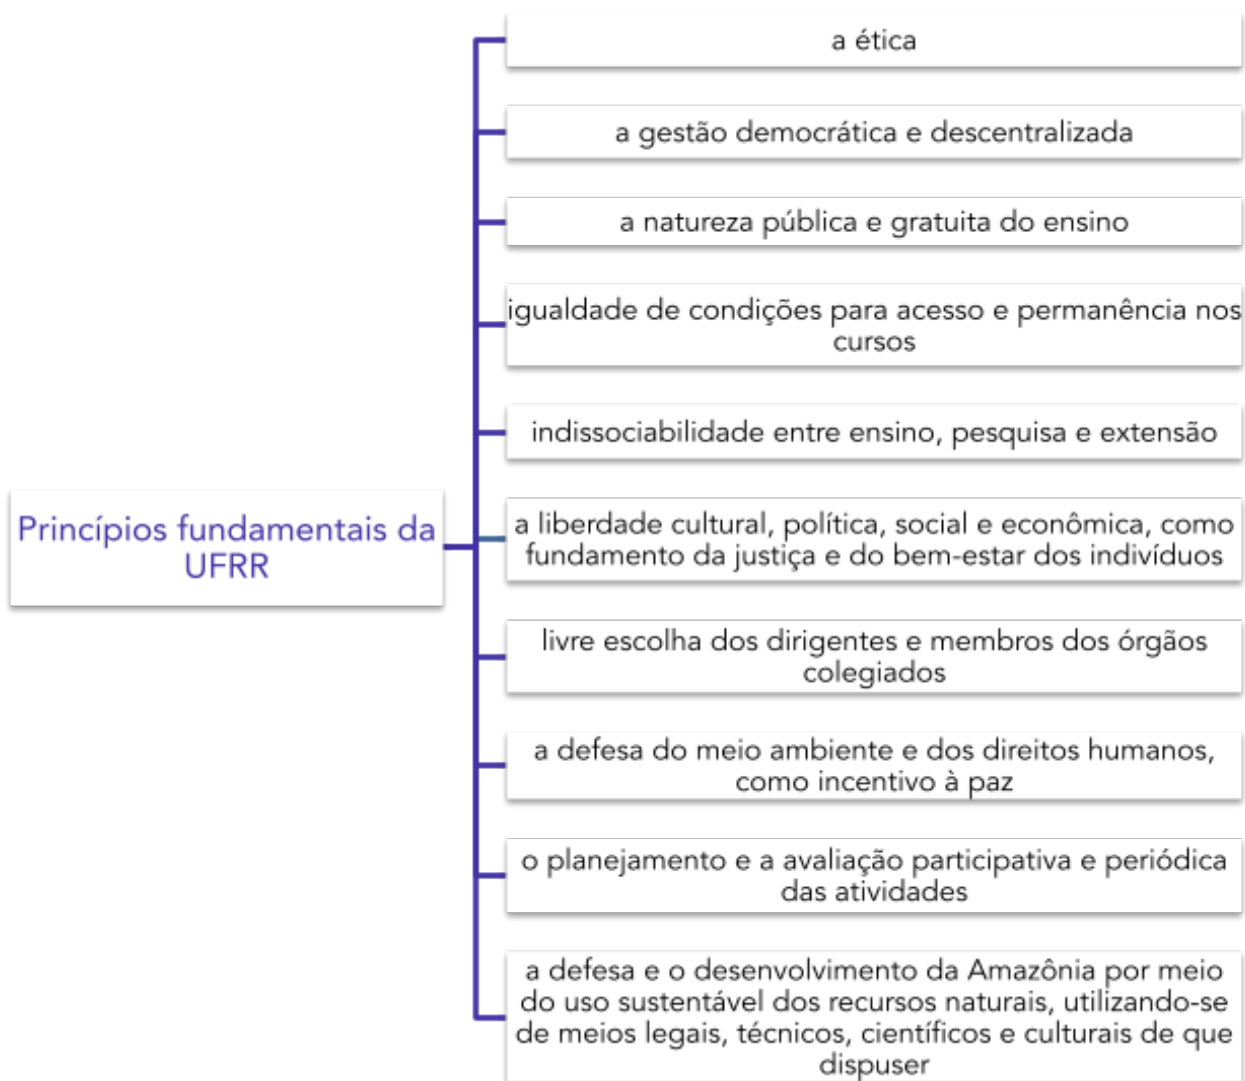 a ética
a gestão democrática e descentralizada
a natureza pública e gratuita do ensino
igualdade de condições para acesso e permanência nos
cursos
indissociabilidade entre ensino, pesquisa e extensão
Princípios fundamentais da
UFRR
a liberdade cultural, política, social e econômica, como
fundamento da justiça e do bem-estar dos indivíduos
livre escolha dos dirigentes e membros dos órgãos
colegiados
a defesa do meio ambiente e dos direitos humanos,
como incentivo à paz
o planejamento e a avaliação participativa e periódica
das atividades
a defesa e o desenvolvimento da Amazônia por meio
do uso sustentável dos recursos naturais, utilizando-se
de meios legais, técnicos, científicos e culturais de que
dispuser